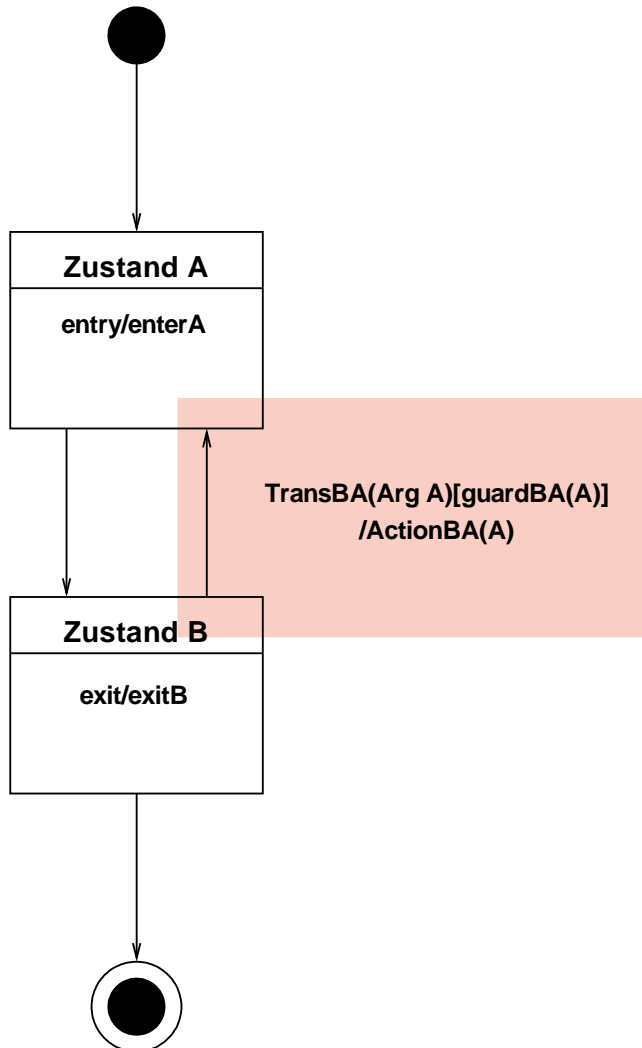 Zustand A
entry/enterA
TransBA(Arg A)[guardBA(A)]
/ActionBA(A)
Zustand B
exit/exitB